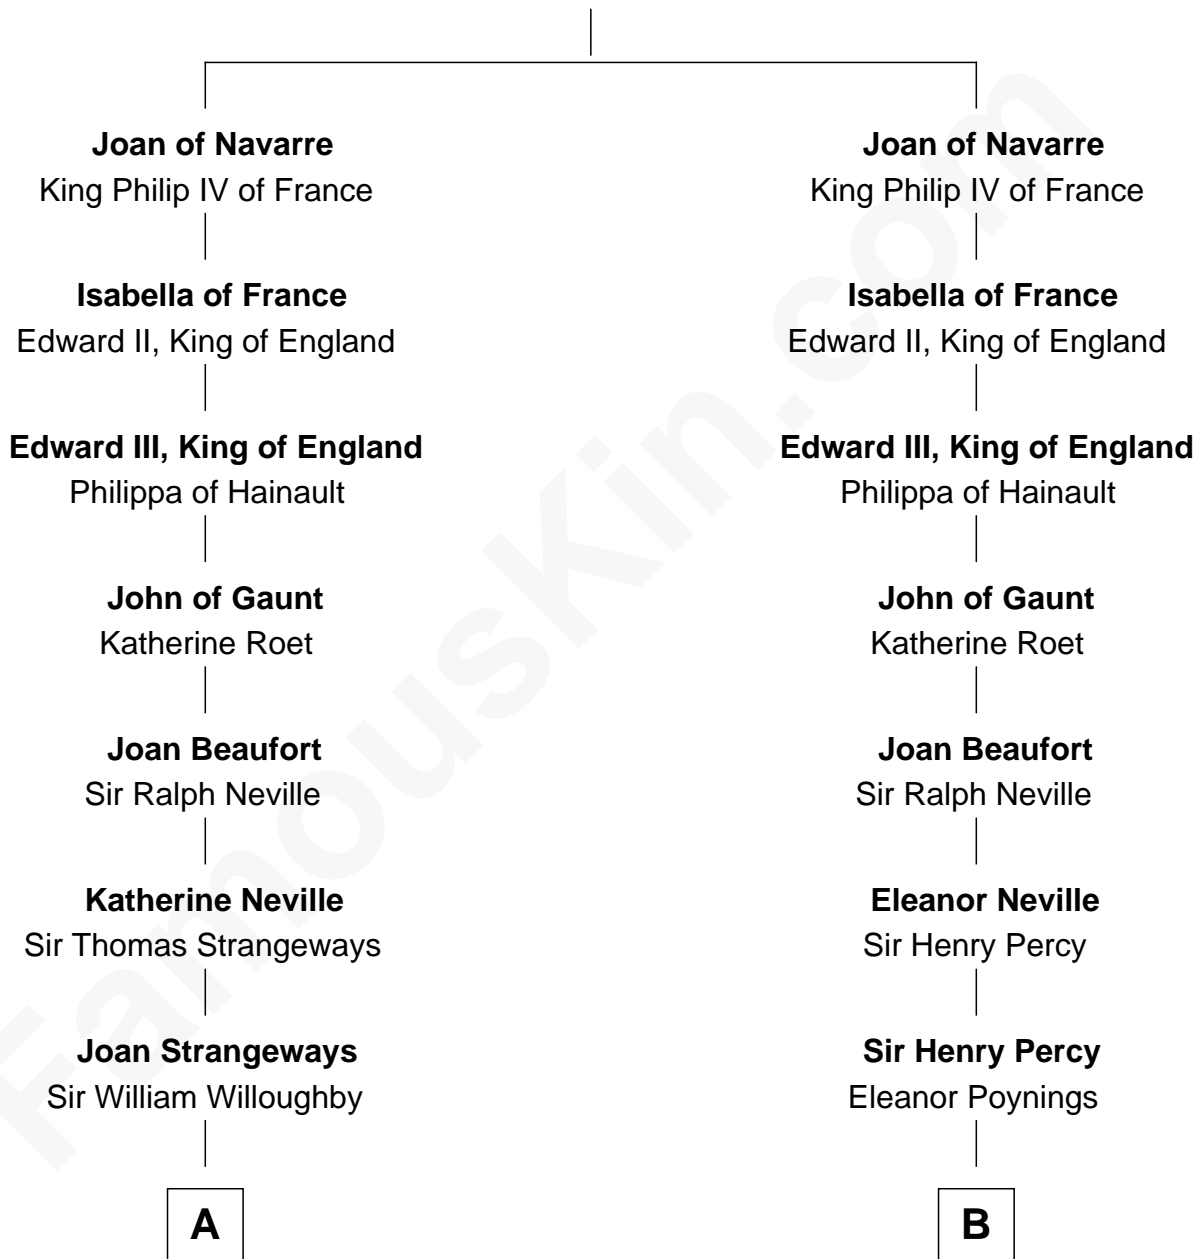 Joan of Navarre
King Philip IV of France
Isabella of France
Edward II, King of England
Edward III, King of England
Philippa of Hainault
John of Gaunt
Katherine Roet
Joan Beaufort
Sir Ralph Neville
Katherine Neville
Sir Thomas Strangeways
Joan Strangeways
Sir William Willoughby
A
Joan of Navarre
King Philip IV of France
Isabella of France
Edward II, King of England
Edward III, King of England
Philippa of Hainault
John of Gaunt
Katherine Roet
Joan Beaufort
Sir Ralph Neville
Eleanor Neville
Sir Henry Percy
Sir Henry Percy
Eleanor Poynings
B
FamousKin.com